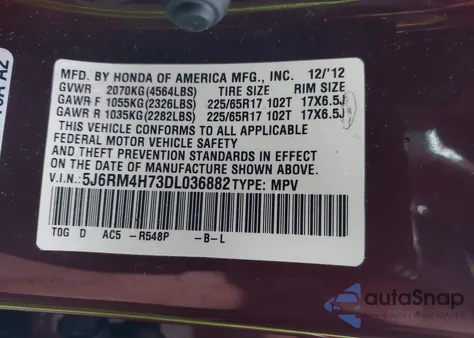 MFD. BY HONDA OF AMERICA MFG., INC. 12/'12
GVWR 2070KG(4564LBS) TIRE SIZE RIM SIZE
GAWR F 1055KG(2326LBS) 225/65R17 102T 17X6.5J
GAWR R 1035KG(2282LBS) 225/65R17 102T 17X6.5J
THIS VEHICLE CONFORMS TO ALL APPLICABLE
FEDERAL MOTOR VEHICLE SAFETY
AND THEFT PREVENTION STANDARDS IN EFFECT
ON THE DATE OF MANUFACTURE SHOWN ABOVE.
V.I.N.:5J6RM4H73DL036882TYPE: MPV
TOG D AC5 -R548P -B-L
autoSnap